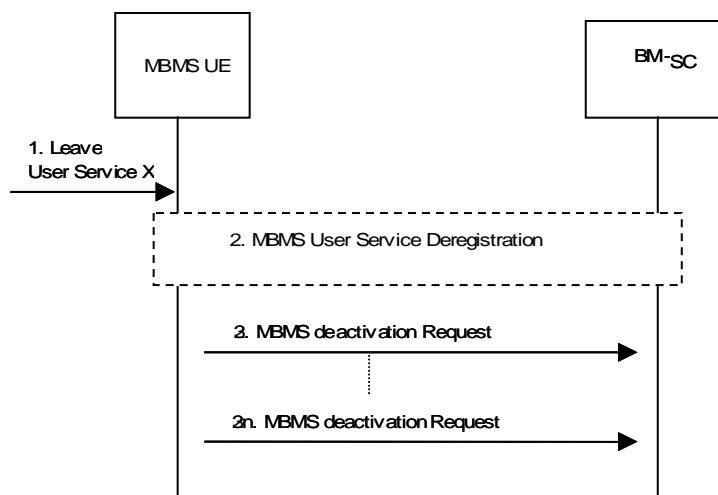 MBMS UE
BM-SC
1. Leave
User Service X
2. MBMS User Service Deregistration
3. MBMS deactivation Request
3n. MBMS deactivation Request